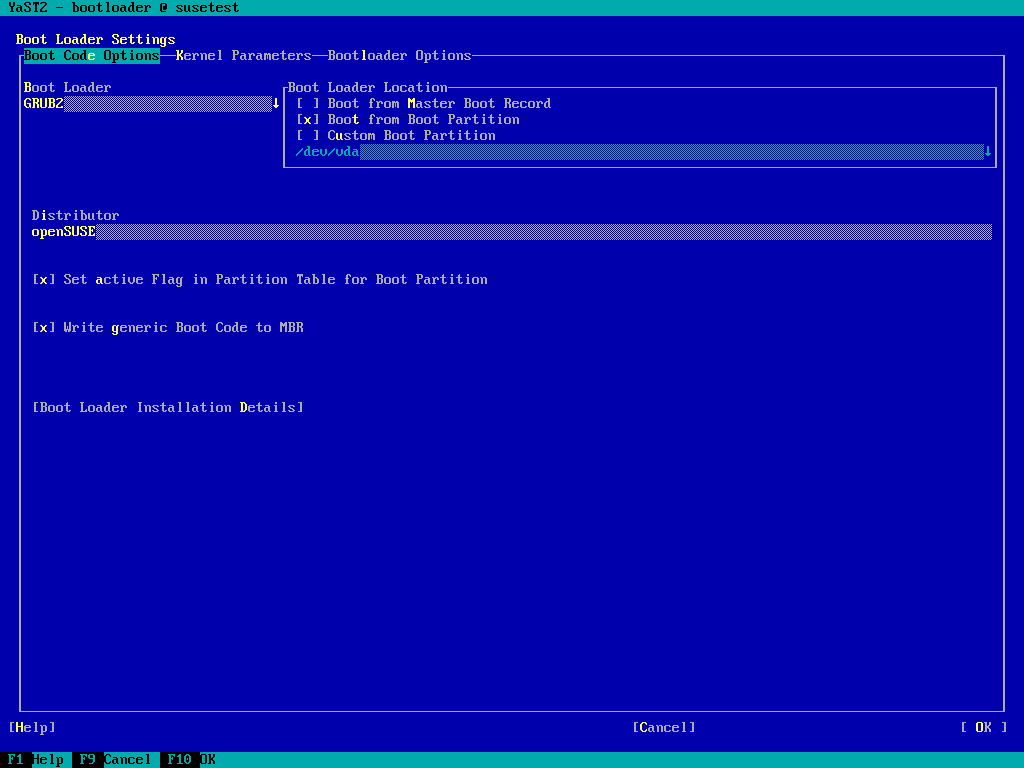 YaST2 - bootloader @ susetest
Boot Loader Settings
Boot Code Options Kernel Parameters Bootloader Options
Boot Loader
GRUB2
Boot Loader Location
[ ] Boot from Master Boot Record
[x] Boot from Boot Partition
[ ] Custom Boot Partition
/dev/vda
Distributor
openSUSE
[x] Set active Flag in Partition Table for Boot Partition
[x] Write generic Boot Code to MBR
[Boot Loader Installation Details]
[Help] [Cancel] [ OK ]
F1 Help F9 Cancel F10 OK